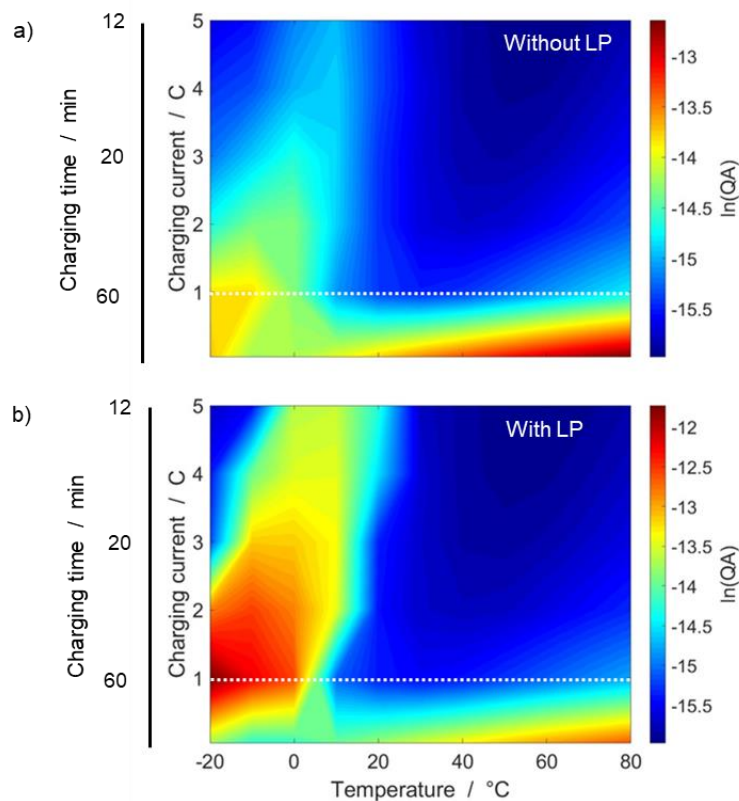 a)
Charging time / min
12
20
60
Charging current / C
5
4
3
2
1
Without LP
-13
-13.5
-14
-14.5
-15
-15.5
ln(QA)
b)
Charging time / min
12
20
60
Charging current / C
5
4
3
2
1
With LP
-12
-12.5
-13
-13.5
-14
-14.5
-15
-15.5
ln(QA)
-20 0 20 40 60 80
Temperature / °C